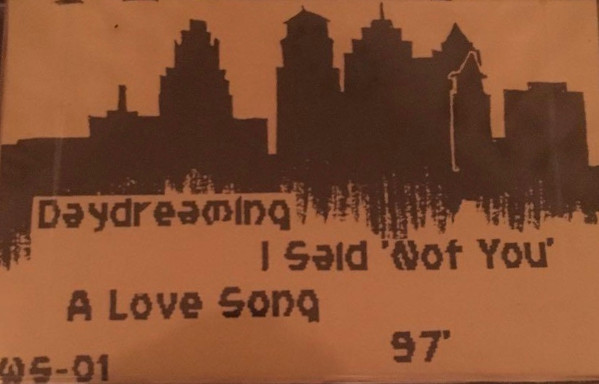 Daydreaming
I Said 'Not You'
A Love Song
97'
WS-01